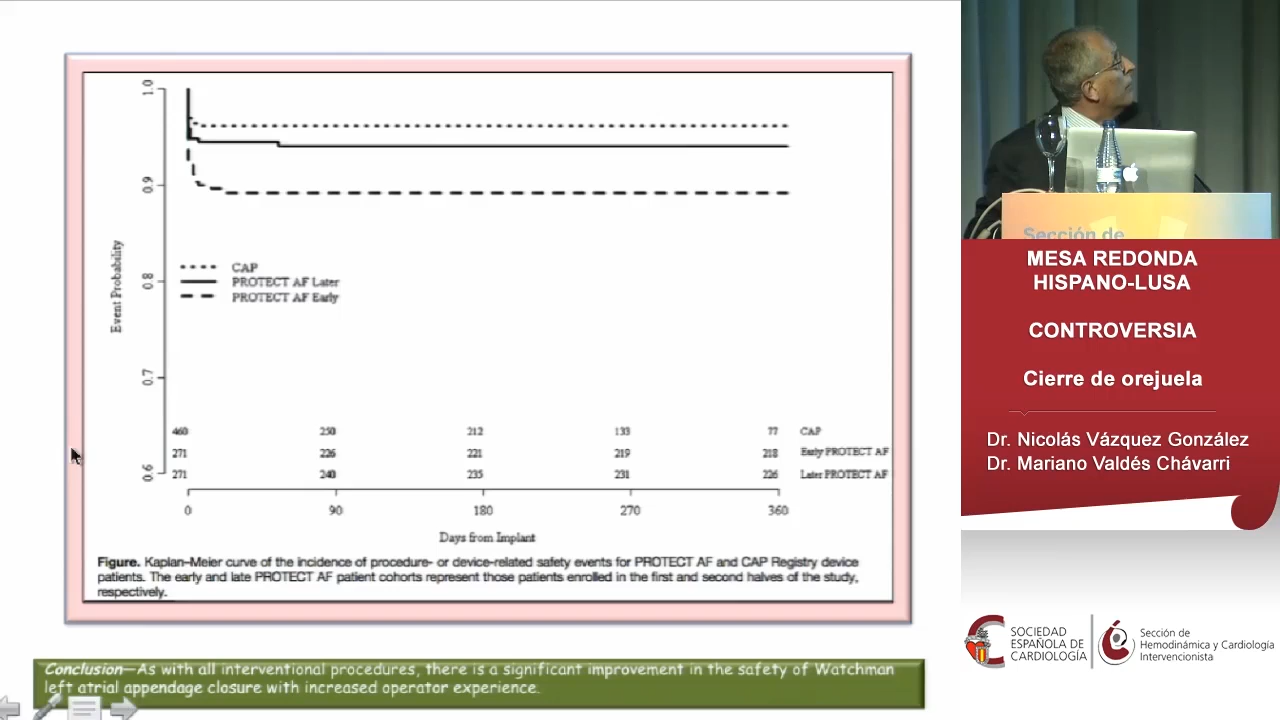 1.0
0.9
0.8
0.7
0.6
Event Probability
CAP
PROTECT AF Later
PROTECT AF Early
460 250 212 133 77 CAP
271 226 221 219 218 Early PROTECT AF
271 240 235 231 226 Later PROTECT AF
0 90 180 270 360
Days from Implant
Figure. Kaplan–Meier curve of the incidence of procedure- or device-related safety events for PROTECT AF and CAP Registry device
patients. The early and late PROTECT AF patient cohorts represent those patients enrolled in the first and second halves of the study,
respectively.
Conclusion—As with all interventional procedures, there is a significant improvement in the safety of Watchman
left atrial appendage closure with increased operator experience.
Sección de
MESA REDONDA
HISPANO-LUSA
CONTROVERSIA
Cierre de orejuela
Dr. Nicolás Vázquez González
Dr. Mariano Valdés Chávarri
SOCIEDAD
ESPAÑOLA DE
CARDIOLOGÍA
Sección de
Hemodinámica y Cardiología
Intervencionista